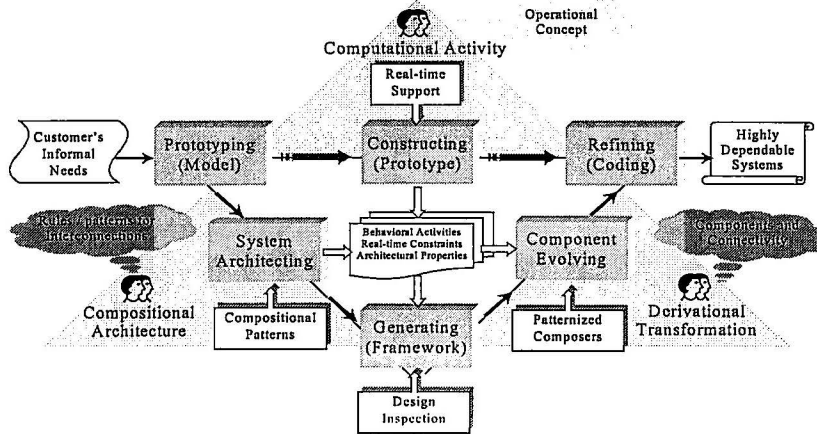 Operational
Concept
Computational Activity
Real-time
Support
Customer's
Informal
Needs
Prototyping
(Model)
Constructing
(Prototype)
Refining
(Coding)
Highly
Dependable
Systems
Rules + patterns for
Interconnections
System
Architecting
Behavioral Activities
Real-time Constraints
Architectural Properties
Component
Evolving
Components and
Connectivity
Compositional
Architecture
Compositional
Patterns
Generating
(Framework)
Patternized
Composers
Derivational
Transformation
Design
Inspection